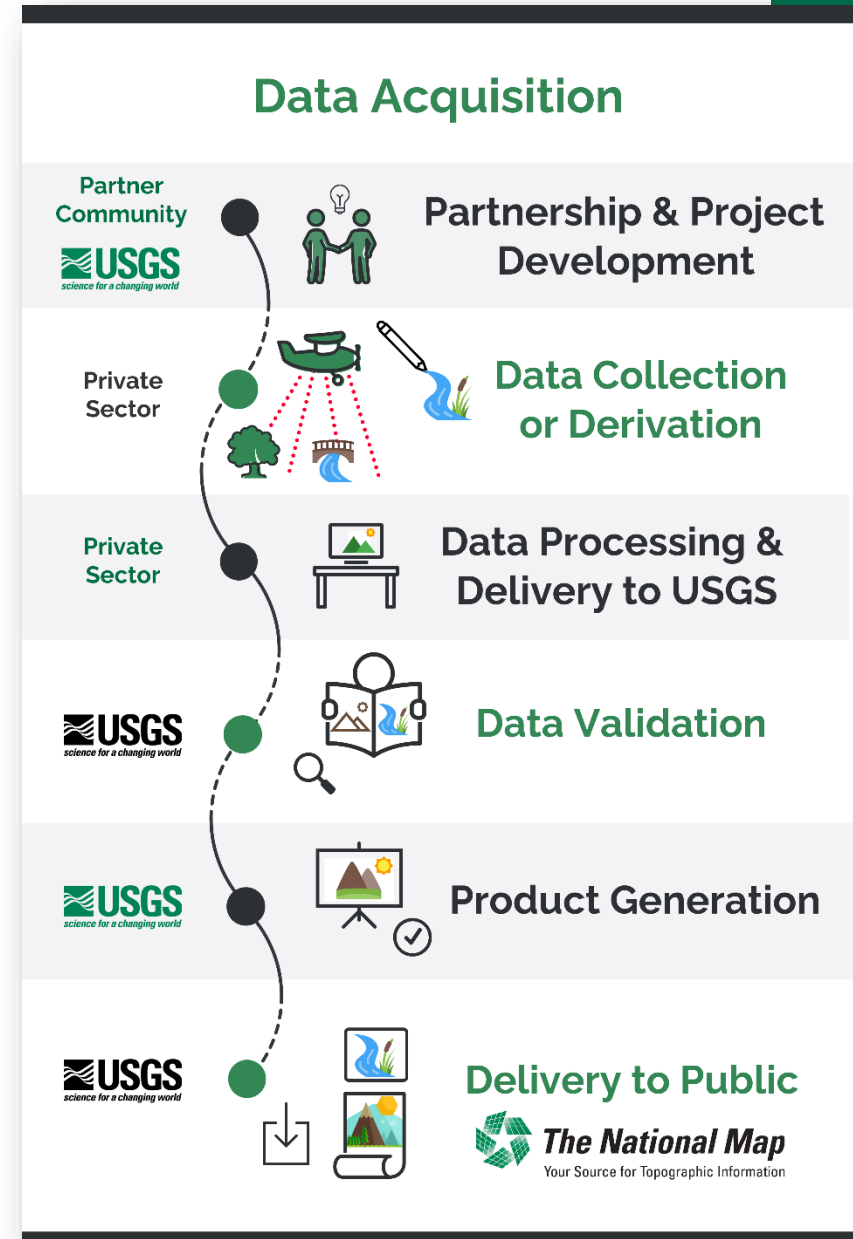 Data Acquisition
Partner
Community
USGS
science for a changing world
Partnership & Project
Development
Private
Sector
Data Collection
or Derivation
Private
Sector
Data Processing &
Delivery to USGS
USGS
science for a changing world
Data Validation
USGS
science for a changing world
Product Generation
USGS
science for a changing world
Delivery to Public
The National Map
Your Source for Topographic Information